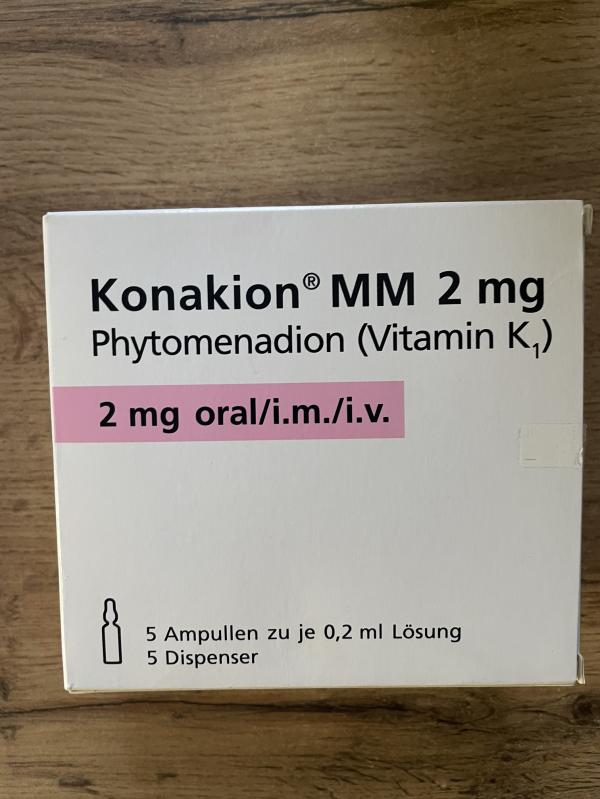 Konakion® MM 2 mg
Phytomenadion (Vitamin K₁)
2 mg oral/i.m./i.v.
5 Ampullen zu je 0,2 ml Lösung
5 Dispenser